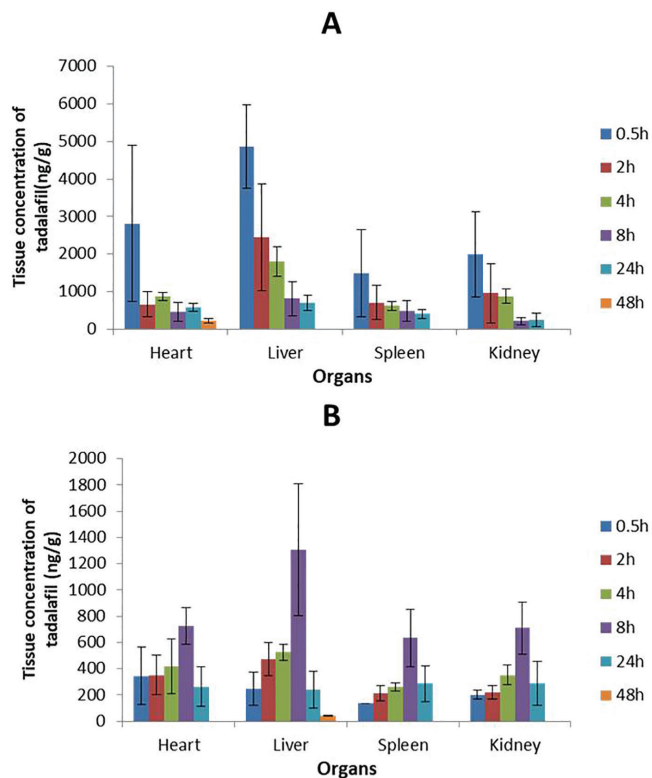 A
Tissue concentration of
tadalafil(ng/g)
7000
6000
5000
4000
3000
2000
1000
0
Heart Liver Spleen Kidney
Organs
0.5h
2h
4h
8h
24h
48h
B
Tissue concentration of
tadalafil (ng/g)
2000
1800
1600
1400
1200
1000
800
600
400
200
0
Heart Liver Spleen Kidney
Organs
0.5h
2h
4h
8h
24h
48h